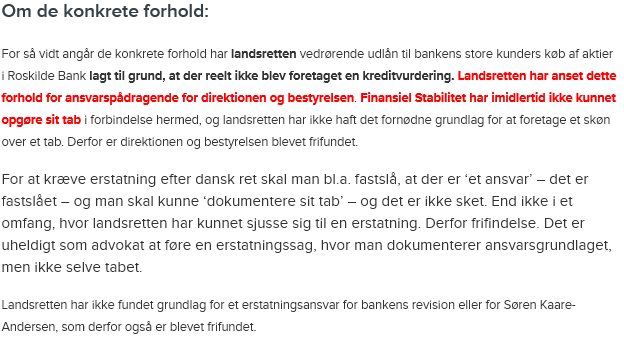 Om de konkrete forhold:
For så vidt angår de konkrete forhold har landsretten vedrørende udlån til bankens store kunders køb af aktier
i Roskilde Bank lagt til grund, at der reelt ikke blev foretaget en kreditvurdering. Landsretten har anset dette
forhold for ansvarspådragende for direktionen og bestyrelsen. Finansiel Stabilitet har imidlertid ikke kunnet
opgøre sit tab i forbindelse hermed, og landsretten har ikke haft det fornødne grundlag for at foretage et skøn
over et tab. Derfor er direktionen og bestyrelsen blevet frifundet.
For at kræve erstatning efter dansk ret skal man bl.a. fastslå, at der er ‘et ansvar’ – det er
fastslået – og man skal kunne ‘dokumentere sit tab’ – og det er ikke sket. End ikke i et
omfang, hvor landsretten har kunnet sjusse sig til en erstatning. Derfor frifindelse. Det er
uheldigt som advokat at føre en erstatningssag, hvor man dokumenterer ansvarsgrundlaget,
men ikke selve tabet.
Landsretten har ikke fundet grundlag for et erstatningsansvar for bankens revision eller for Søren Kaare-
Andersen, som derfor også er blevet frifundet.